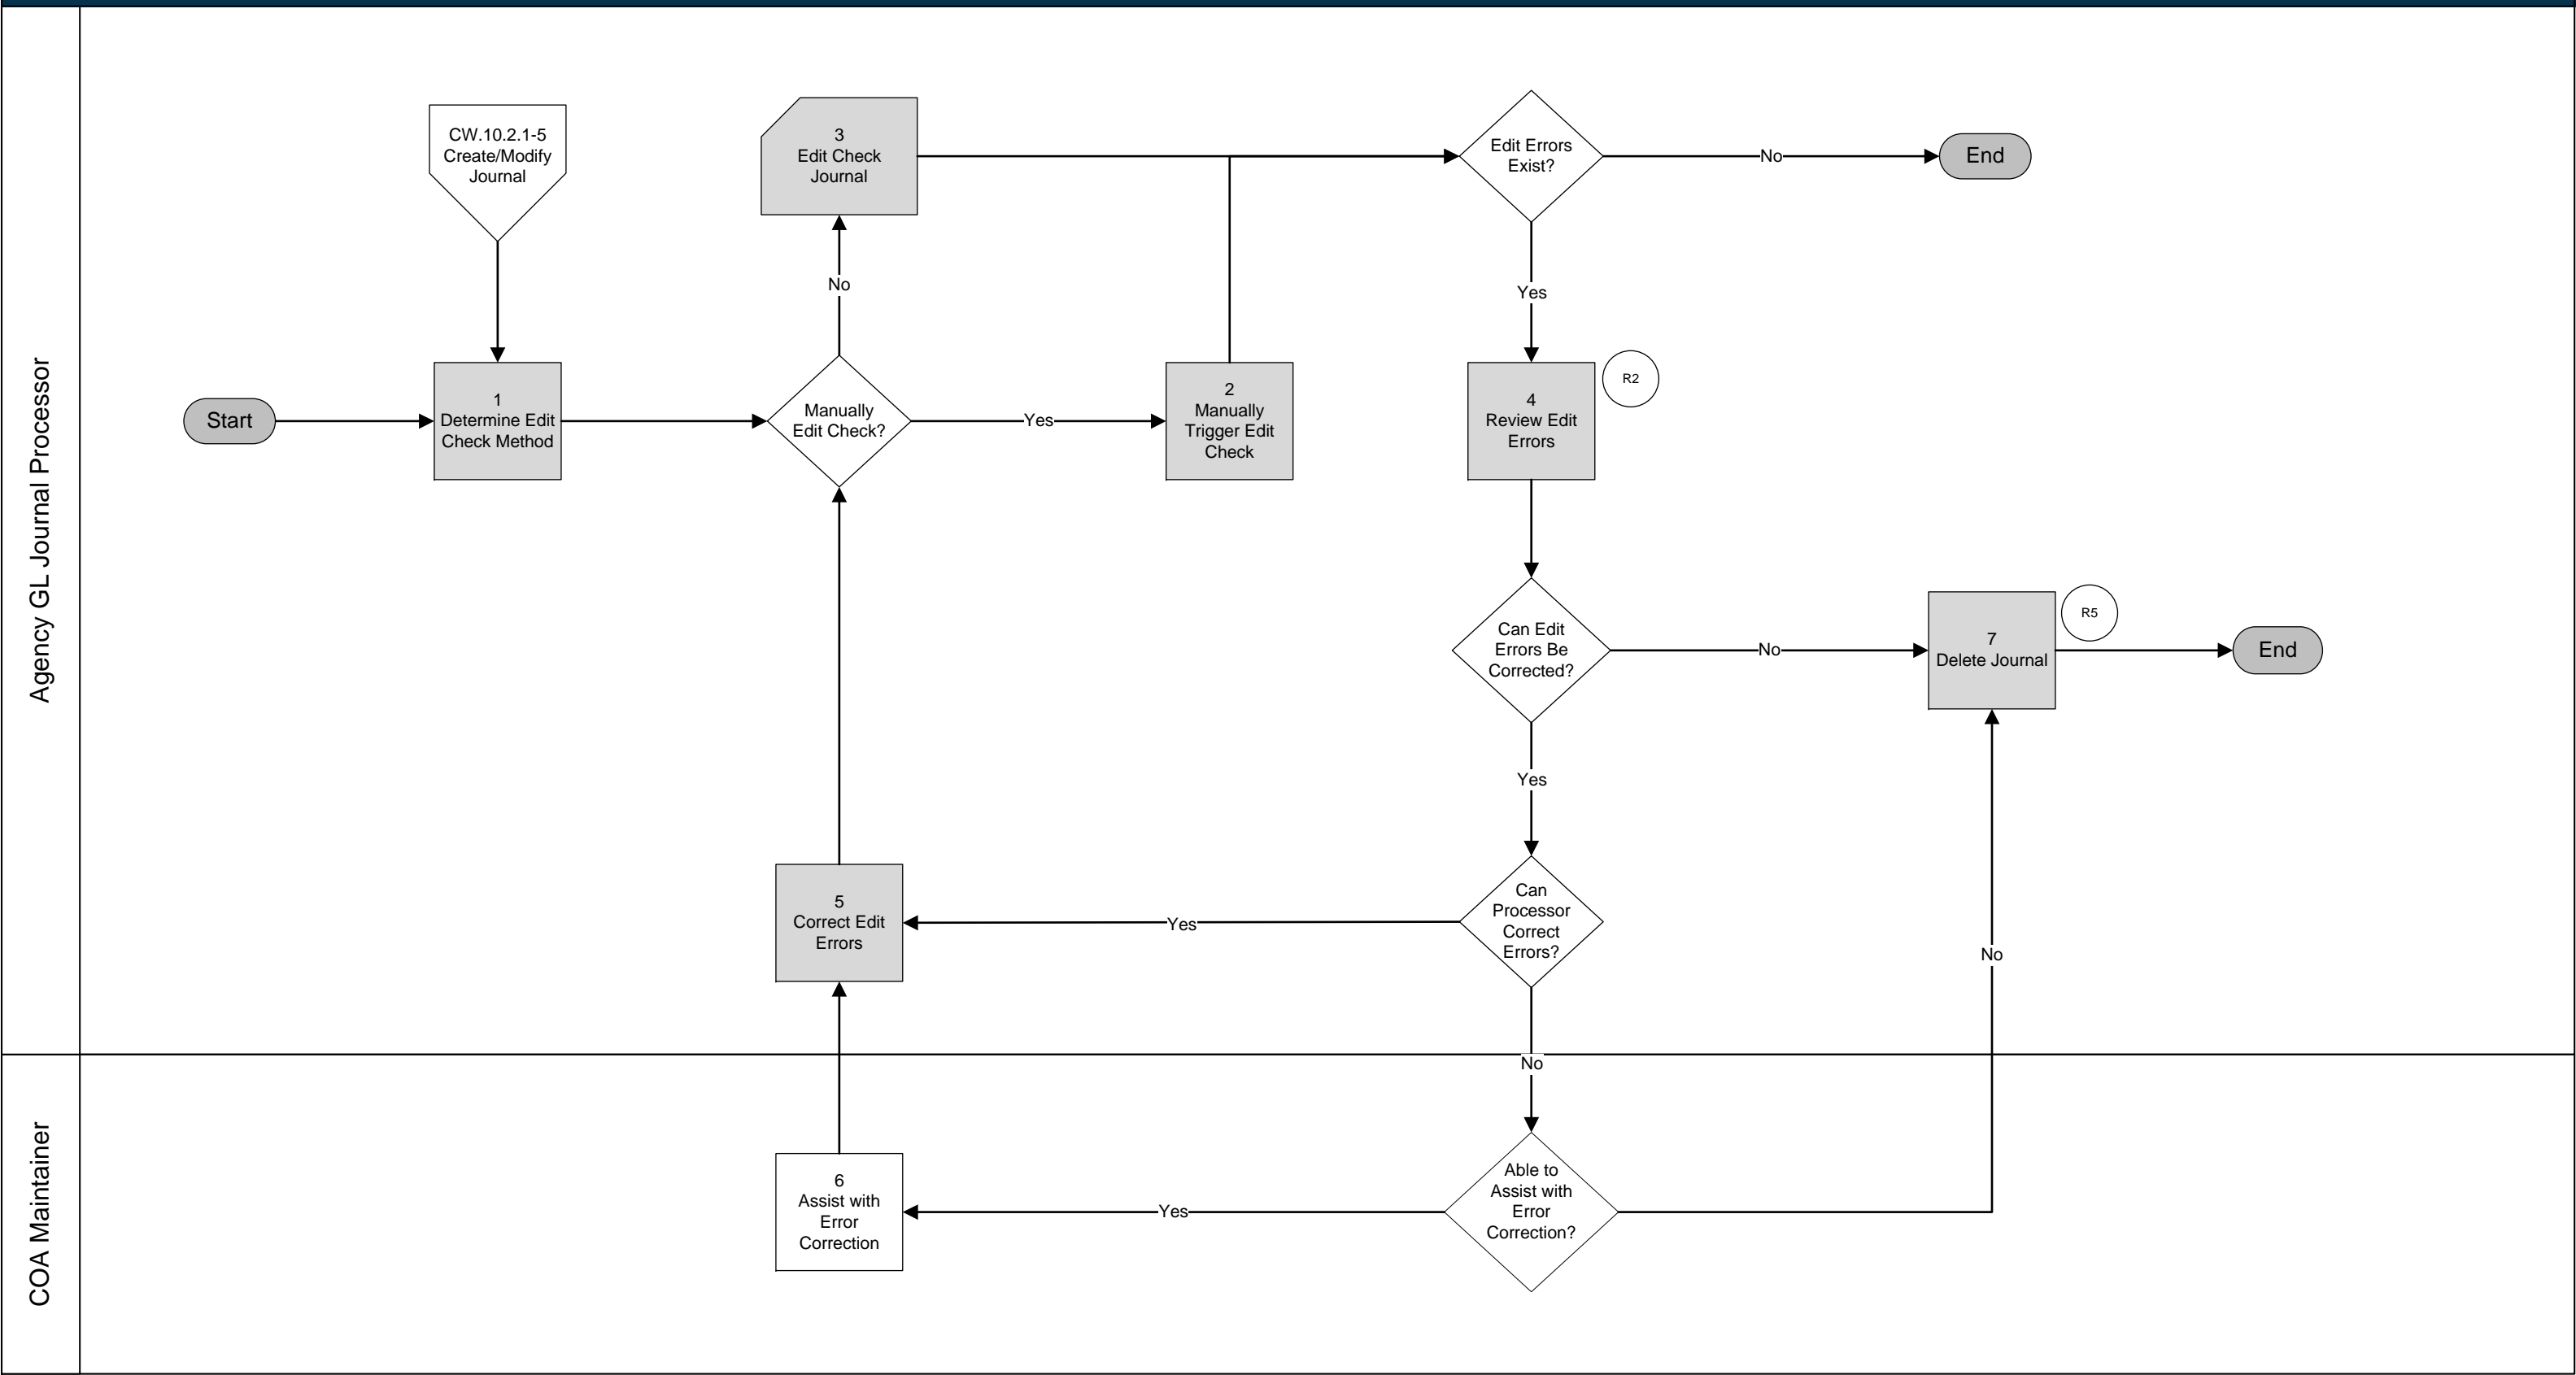 Agency GL Journal Processor
CW.10.2.1-5
Create/Modify
Journal
3
Edit Check
Journal
Edit Errors
Exist?
No
End
No
Yes
Start
1
Determine Edit
Check Method
Manually
Edit Check?
Yes
2
Manually
Trigger Edit
Check
4
Review Edit
Errors
R2
Can Edit
Errors Be
Corrected?
No
7
Delete Journal
R5
End
Yes
5
Correct Edit
Errors
Yes
Can
Processor
Correct
Errors?
No
No
COA Maintainer
6
Assist with
Error
Correction
Yes
Able to
Assist with
Error
Correction?